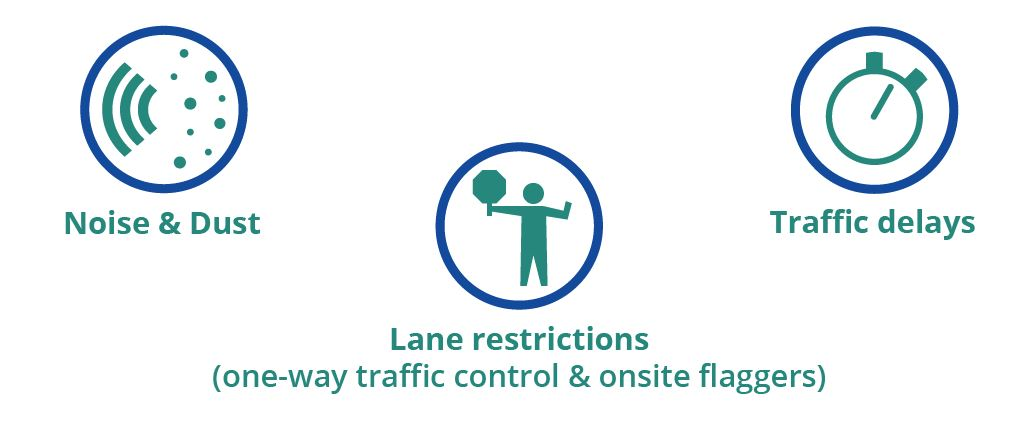 Noise & Dust
Traffic delays
Lane restrictions
(one-way traffic control & onsite flaggers)